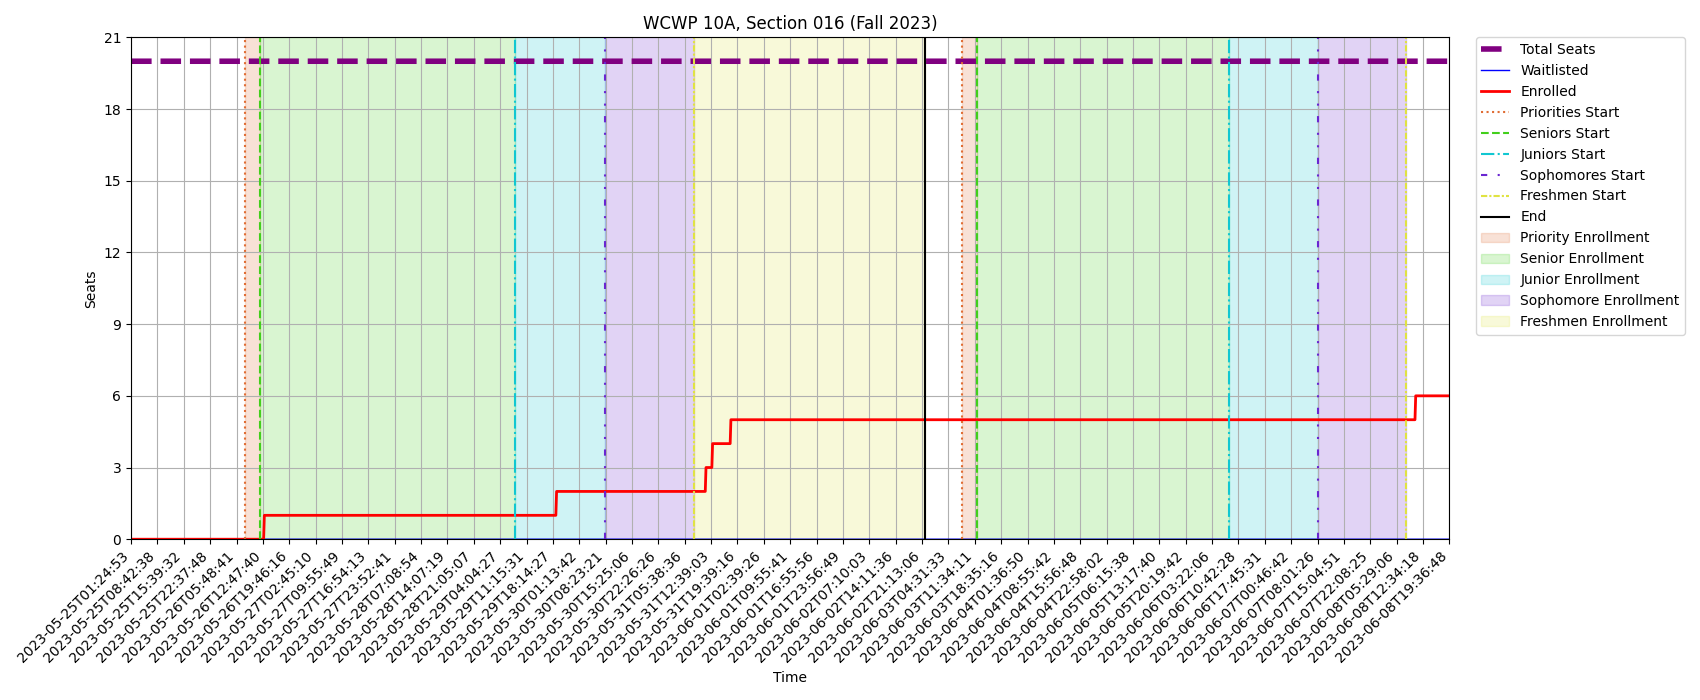 WCWP 10A, Section 016 (Fall 2023)
21
18
15
12
9
6
3
0
Seats
2023-05-25T01:24:53
2023-05-25T08:42:38
2023-05-25T15:39:32
2023-05-25T22:37:48
2023-05-26T05:48:41
2023-05-26T12:47:40
2023-05-26T19:46:16
2023-05-27T02:45:10
2023-05-27T09:55:49
2023-05-27T16:54:13
2023-05-27T23:52:41
2023-05-28T07:08:54
2023-05-28T14:07:19
2023-05-28T21:05:07
2023-05-29T04:04:27
2023-05-29T11:15:31
2023-05-29T18:14:27
2023-05-30T01:13:42
2023-05-30T08:23:21
2023-05-30T15:25:06
2023-05-30T22:26:26
2023-05-31T05:38:36
2023-05-31T12:39:03
2023-05-31T19:39:16
2023-06-01T02:39:26
2023-06-01T09:55:41
2023-06-01T16:55:56
2023-06-01T23:56:49
2023-06-02T07:10:03
2023-06-02T14:11:36
2023-06-02T21:13:06
2023-06-03T04:31:33
2023-06-03T11:34:11
2023-06-03T18:35:16
2023-06-04T01:36:50
2023-06-04T08:55:42
2023-06-04T15:56:48
2023-06-04T22:58:02
2023-06-05T06:15:38
2023-06-05T13:17:40
2023-06-05T20:19:42
2023-06-06T03:22:06
2023-06-06T10:42:28
2023-06-06T17:45:31
2023-06-07T00:46:42
2023-06-07T08:01:26
2023-06-07T15:04:51
2023-06-07T22:08:25
2023-06-08T05:29:06
2023-06-08T12:34:18
2023-06-08T19:36:48
Time
Total Seats
Waitlisted
Enrolled
Priorities Start
Seniors Start
Juniors Start
Sophomores Start
Freshmen Start
End
Priority Enrollment
Senior Enrollment
Junior Enrollment
Sophomore Enrollment
Freshmen Enrollment